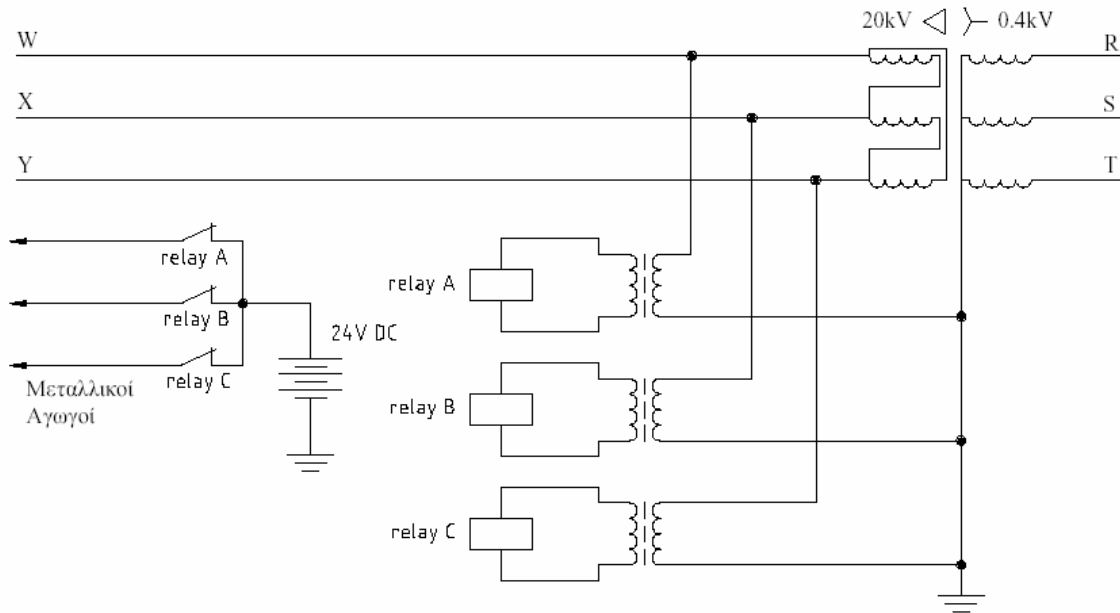 20kV 0.4kV
W
R
X
S
Y
T
relay A
relay A
relay B
24V DC
relay C
Μεταλλικοί
Αγωγοί
relay B
relay C